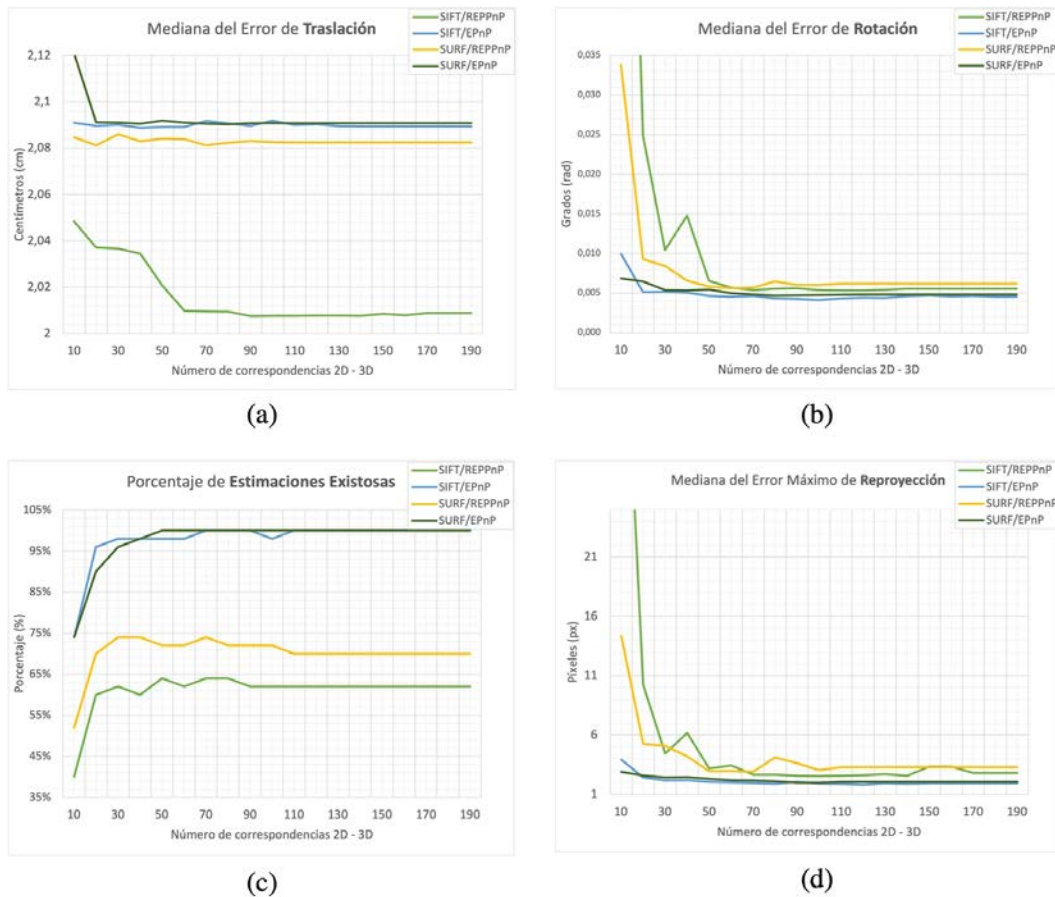 Mediana del Error de Traslación
SIFT/REPPnP
SIFT/EPnP
SURF/REPPnP
SURF/EPnP
2,12
2,1
2,08
2,06
2,04
2,02
2
Centímetros (cm)
10 30 50 70 90 110 130 150 170 190
Número de correspondencias 2D - 3D
(a)
Mediana del Error de Rotación
SIFT/REPPnP
SIFT/EPnP
SURF/REPPnP
SURF/EPnP
0,035
0,030
0,025
0,020
0,015
0,010
0,005
0,000
Grados (rad)
10 30 50 70 90 110 130 150 170 190
Número de correspondencias 2D - 3D
(b)
Porcentaje de Estimaciones Existosas
SIFT/REPPnP
SIFT/EPnP
SURF/REPPnP
SURF/EPnP
105%
95%
85%
75%
65%
55%
45%
35%
Porcentaje (%)
10 30 50 70 90 110 130 150 170 190
Número de correspondencias 2D - 3D
(c)
Mediana del Error Máximo de Reproyección
SIFT/REPPnP
SIFT/EPnP
SURF/REPPnP
SURF/EPnP
21
16
11
6
1
Píxeles (px)
10 30 50 70 90 110 130 150 170 190
Número de correspondencias 2D - 3D
(d)